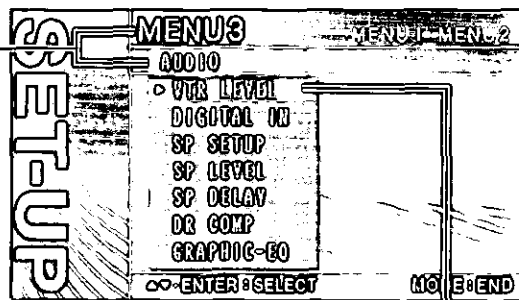 SET-UP
MENU3 MENU1 MENU2
AUDIO
VTR LEVEL
DIGITAL IN
SP SETUP
SP LEVEL
SP DELAY
DR COMP
GRAPHIC-EQ
△▽·ENTER:SELECT MODE:END